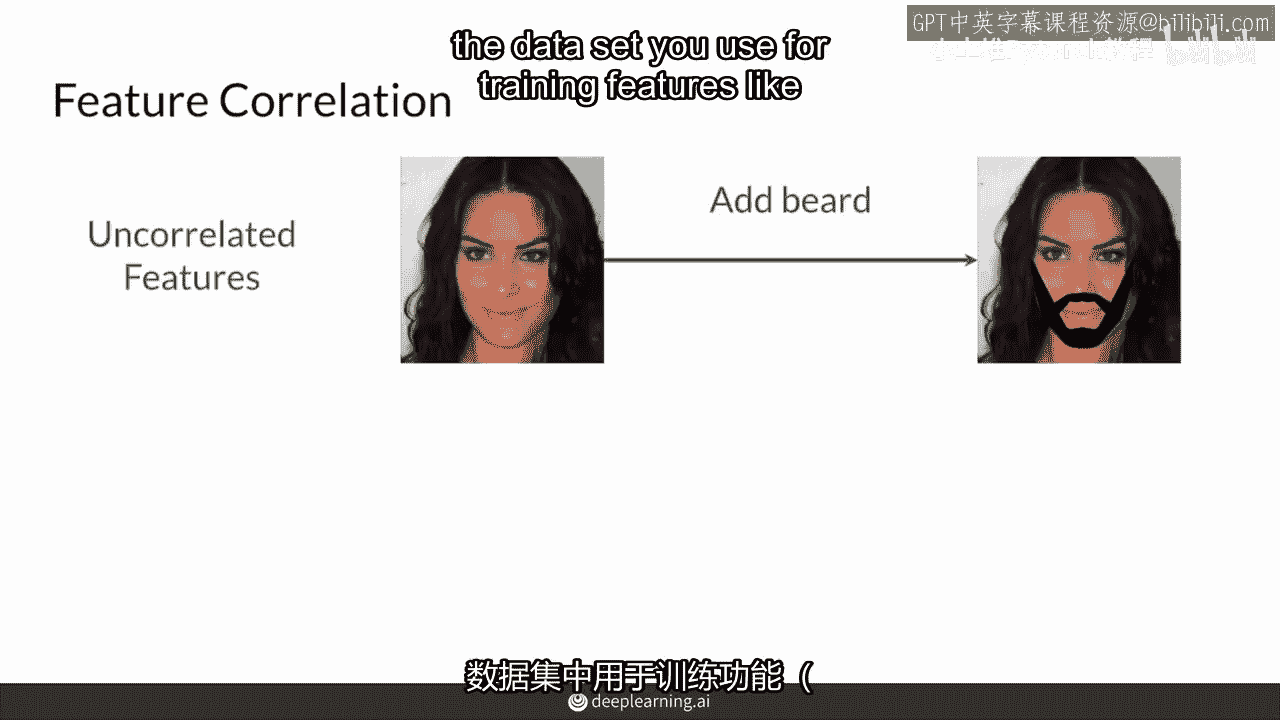 GPT中英字幕课程资源@bilibili.com
the data set you use for
training features like
Feature Correlation
Add beard
Uncorrelated
Features
数据集中用于训练功能（
deeplearning.ai